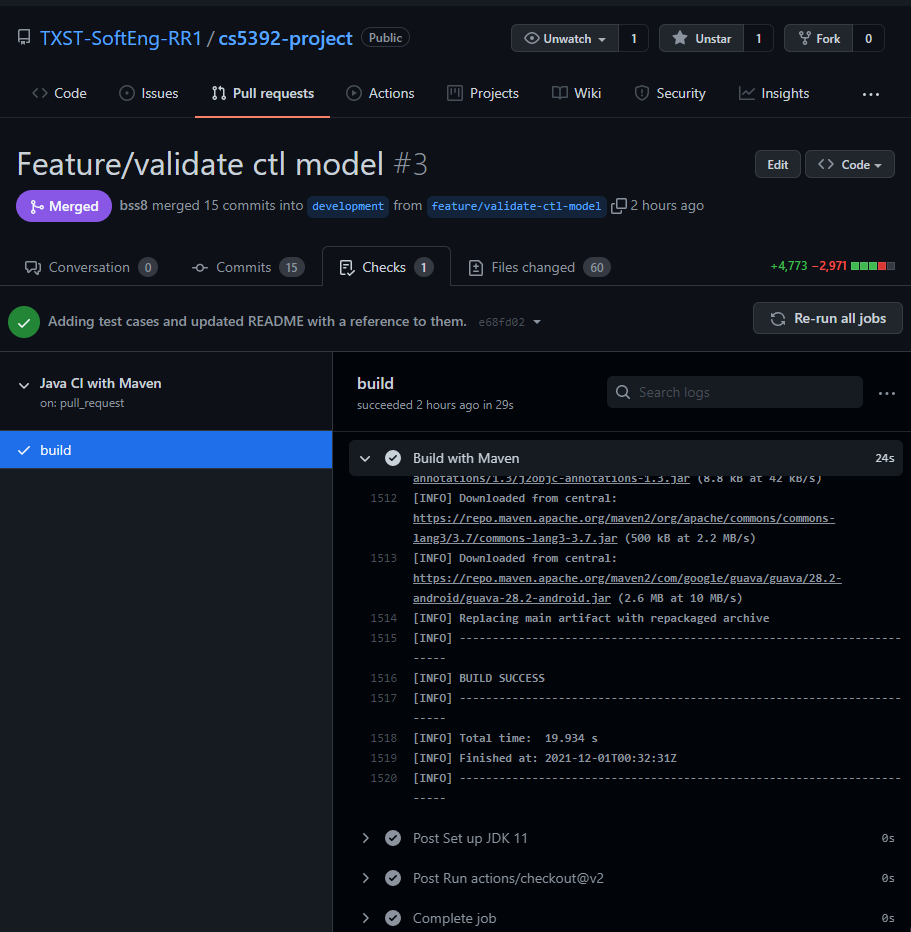 TXST-SoftEng-RR1 / cs5392-project Public Unwatch 1 Unstar 1 Fork 0
Code Issues Pull requests Actions Projects Wiki Security Insights ...
Feature/validate ctl model #3 Edit Code
Merged bss8 merged 15 commits into development from feature/validate-ctl-model 2 hours ago
Conversation 0 Commits 15 Checks 1 Files changed 60 +4,773 −2,971
Adding test cases and updated README with a reference to them. e68fd02 Re-run all jobs
Java CI with Maven
on: pull_request
build
build
succeeded 2 hours ago in 29s
Search logs ...
Build with Maven 24s
annotations/1.3/j2objc-annotations-1.3.jar (8.8 kB at 42 kB/s)
1512 [INFO] Downloaded from central:
https://repo.maven.apache.org/maven2/org/apache/commons/commons-
lang3/3.7/commons-lang3-3.7.jar (500 kB at 2.2 MB/s)
1513 [INFO] Downloaded from central:
https://repo.maven.apache.org/maven2/com/google/guava/guava/28.2-
android/guava-28.2-android.jar (2.6 MB at 10 MB/s)
1514 [INFO] Replacing main artifact with repackaged archive
1515 [INFO] -------------------------------------------------------------------
-----
1516 [INFO] BUILD SUCCESS
1517 [INFO] -------------------------------------------------------------------
-----
1518 [INFO] Total time:  19.934 s
1519 [INFO] Finished at: 2021-12-01T00:32:31Z
1520 [INFO] -------------------------------------------------------------------
-----
Post Set up JDK 11 0s
Post Run actions/checkout@v2 0s
Complete job 0s